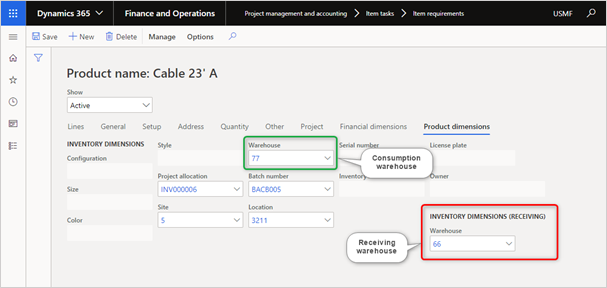 Dynamics 365
Finance and Operations
Project management and accounting > Item tasks > Item requirements
USMF
Save
New
Delete
Manage
Options
Product name: Cable 23' A
Show
Active
Lines
General
Setup
Address
Quantity
Other
Project
Financial dimensions
Product dimensions
INVENTORY DIMENSIONS
Configuration
Size
Color
Style
Project allocation
INV000006
Site
5
Warehouse
77
Batch number
BACB005
Location
3211
Serial number
Inventory
License plate
Owner
Consumption
warehouse
INVENTORY DIMENSIONS (RECEIVING)
Warehouse
66
Receiving
warehouse